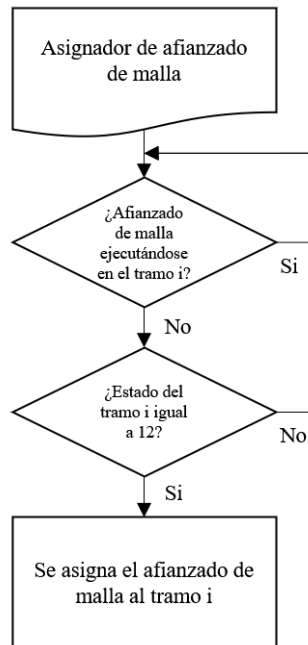 Asignador de afianzado
de malla
¿Afianzado
de malla
ejecutándose
en el tramo i?
Si
No
¿Estado del
tramo i igual
a 12?
No
Si
Se asigna el afianzado de
malla al tramo i